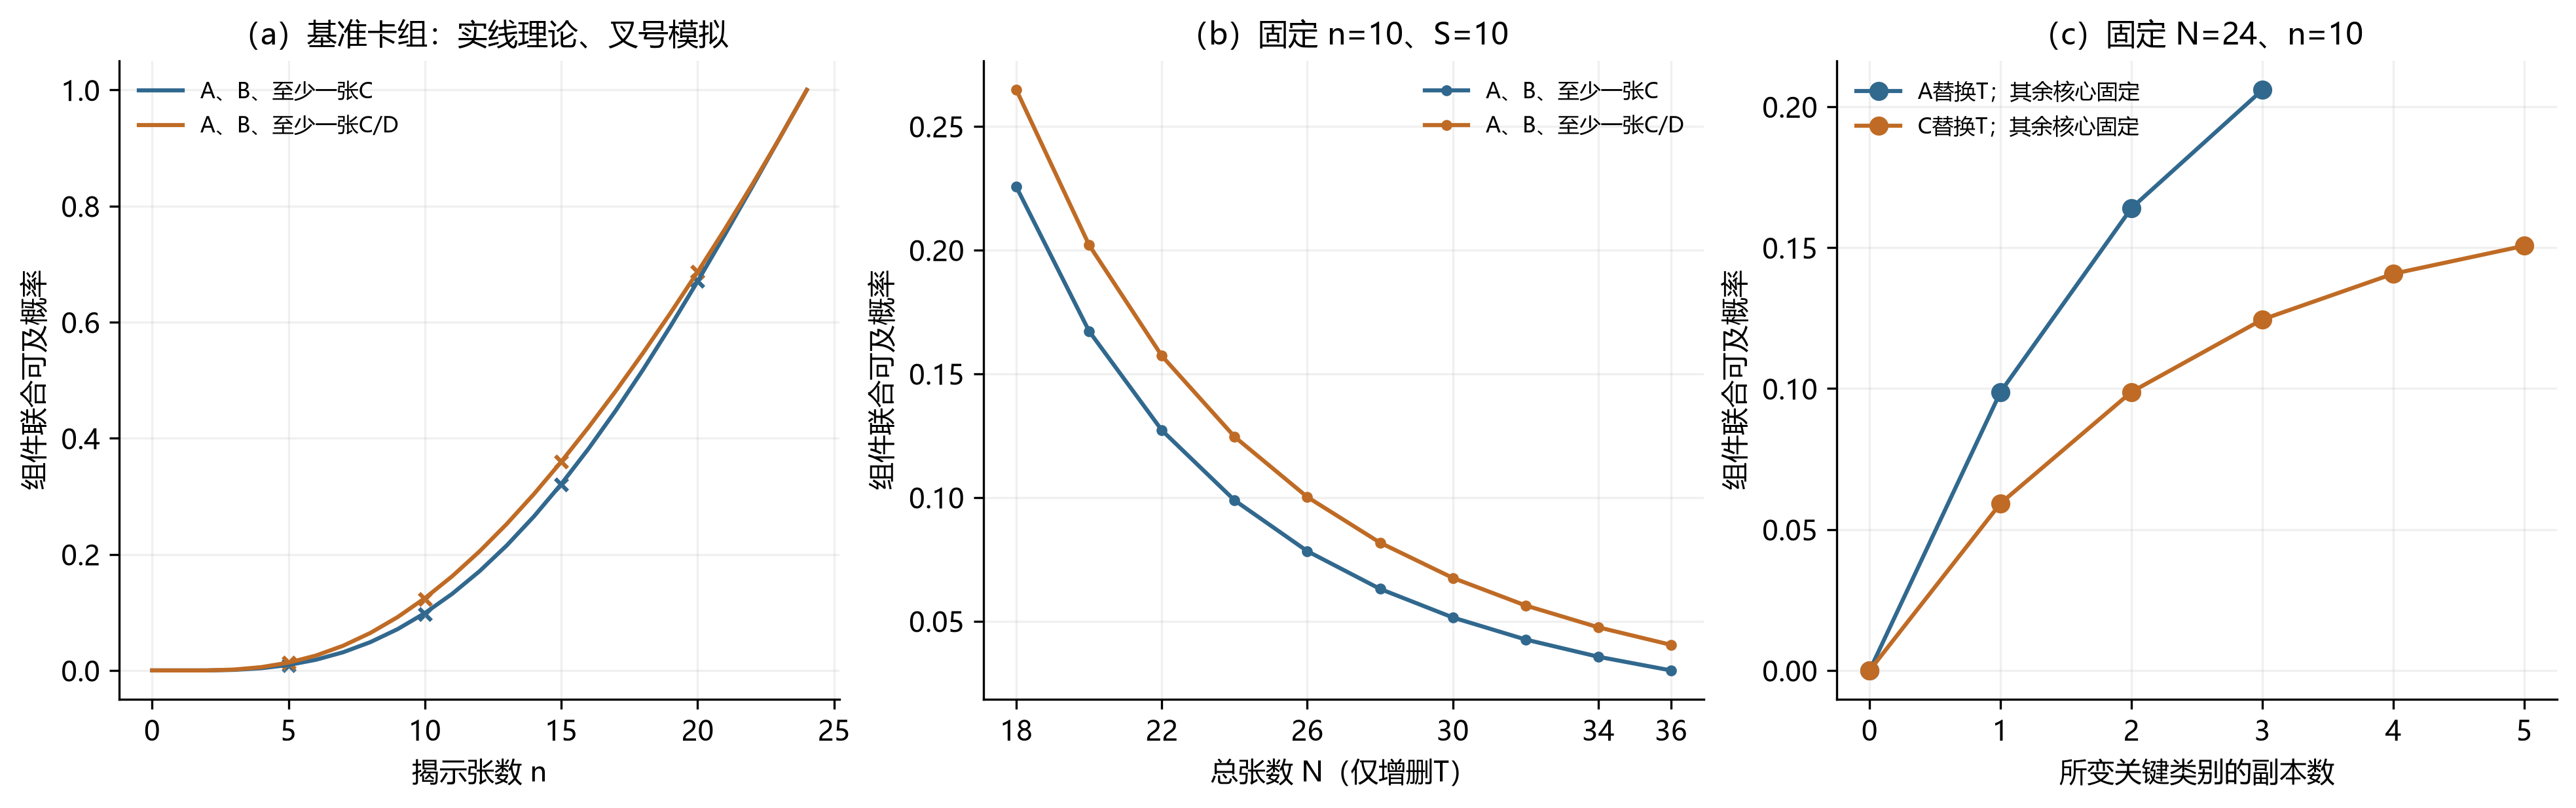 （a）基准卡组：实线理论、叉号模拟
A、B、至少一张C
A、B、至少一张C/D
组件联合可及概率
1.0
0.8
0.6
0.4
0.2
0.0
0 5 10 15 20 25
揭示张数 n
（b）固定 n=10、S=10
A、B、至少一张C
A、B、至少一张C/D
组件联合可及概率
0.25
0.20
0.15
0.10
0.05
18 22 26 30 34 36
总张数 N（仅增删T）
（c）固定 N=24、n=10
A替换T；其余核心固定
C替换T；其余核心固定
组件联合可及概率
0.20
0.15
0.10
0.05
0.00
0 1 2 3 4 5
所变关键类别的副本数